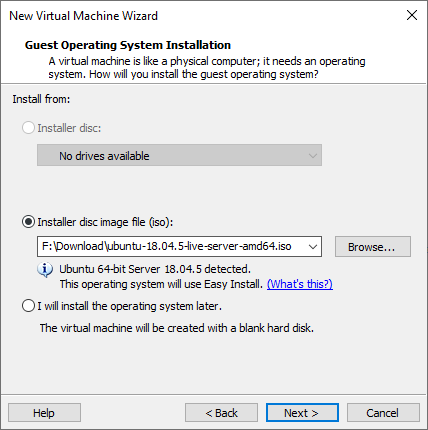 New Virtual Machine Wizard
Guest Operating System Installation
A virtual machine is like a physical computer; it needs an operating
system. How will you install the guest operating system?
Install from:
Installer disc:
No drives available
Installer disc image file (iso):
F:\Download\ubuntu-18.04.5-live-server-amd64.iso
Browse...
Ubuntu 64-bit Server 18.04.5 detected.
This operating system will use Easy Install. (What's this?)
I will install the operating system later.
The virtual machine will be created with a blank hard disk.
Help
< Back
Next >
Cancel